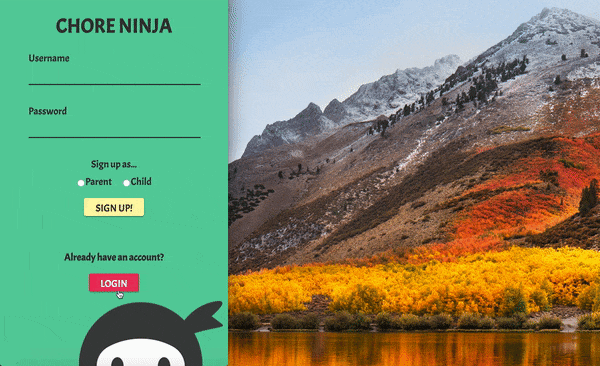 CHORE NINJA
Username
Password
Sign up as...
Parent Child
SIGN UP!
Already have an account?
LOGIN